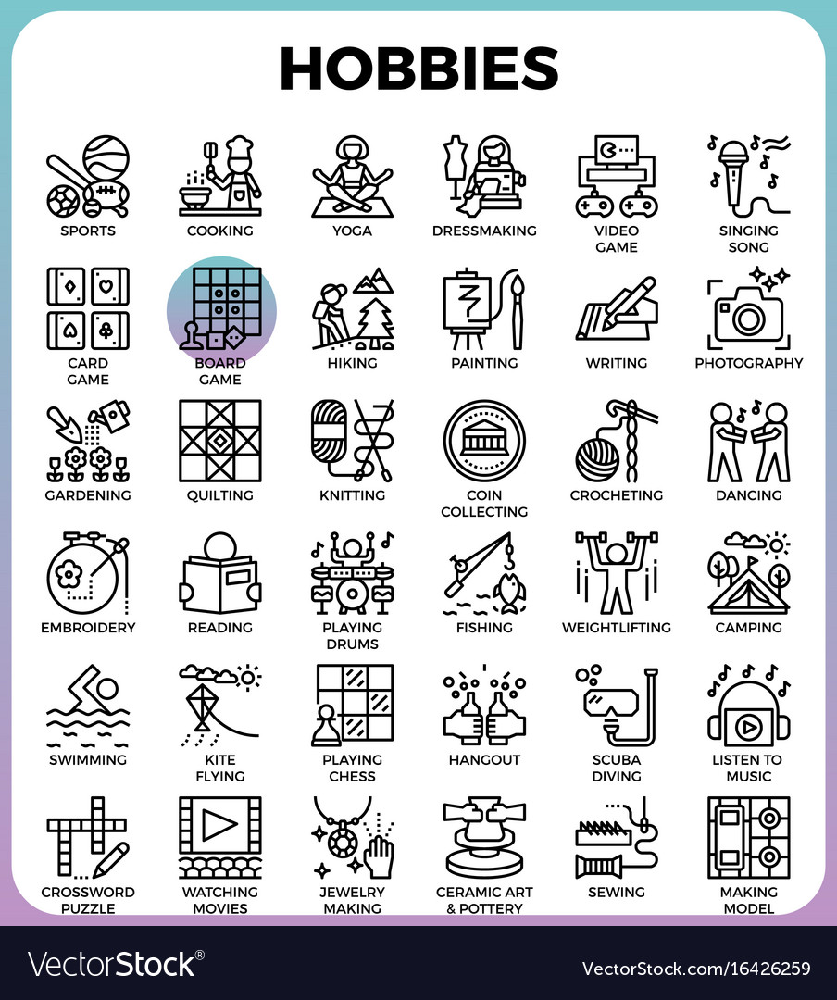 HOBBIES
SPORTS
COOKING
YOGA
DRESSMAKING
VIDEO
GAME
SINGING
SONG
CARD
GAME
BOARD
GAME
HIKING
PAINTING
WRITING
PHOTOGRAPHY
GARDENING
QUILTING
KNITTING
COIN
COLLECTING
CROCHETING
DANCING
EMBROIDERY
READING
PLAYING
DRUMS
FISHING
WEIGHTLIFTING
CAMPING
SWIMMING
KITE
FLYING
PLAYING
CHESS
HANGOUT
SCUBA
DIVING
LISTEN TO
MUSIC
CROSSWORD
PUZZLE
WATCHING
MOVIES
JEWELRY
MAKING
CERAMIC ART
& POTTERY
SEWING
MAKING
MODEL
VectorStock®
VectorStock.com/16426259